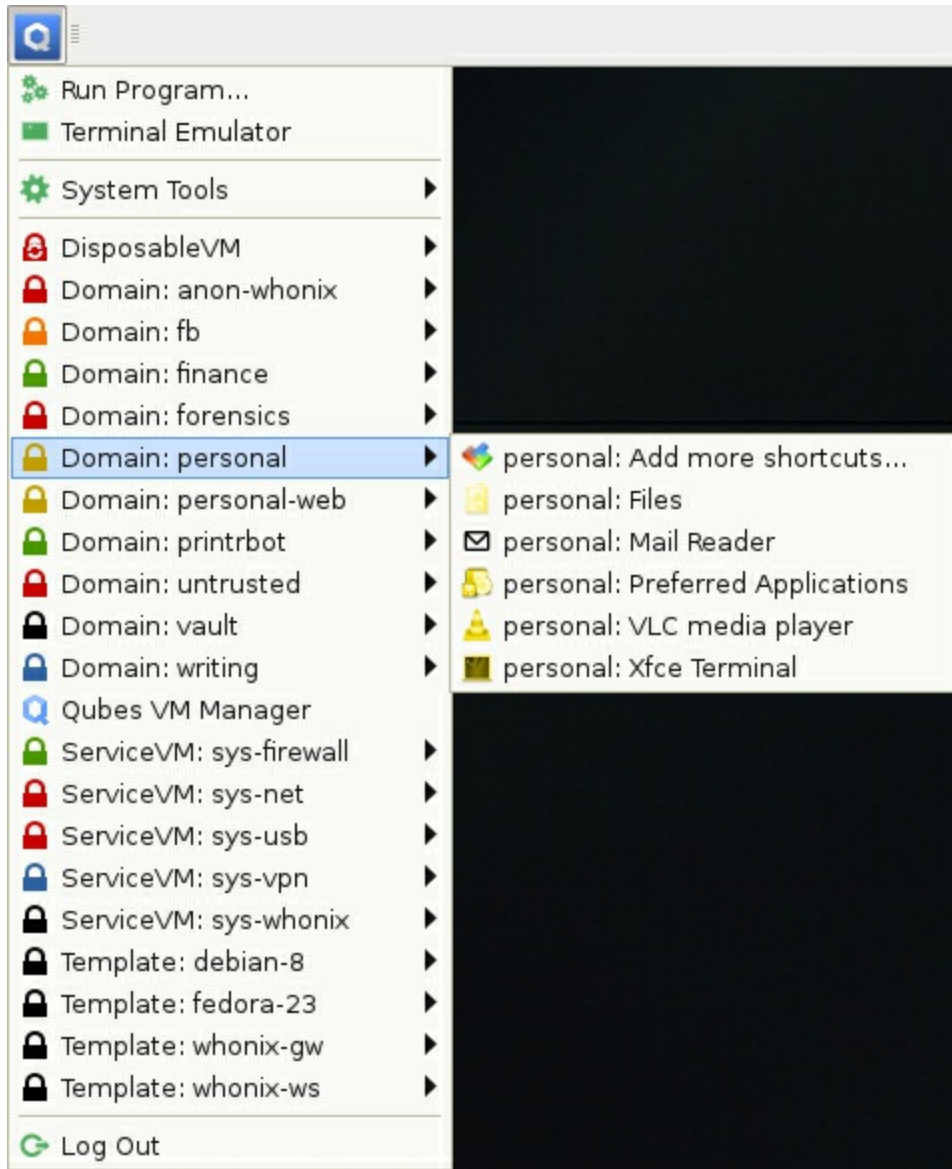 Run Program...
Terminal Emulator
System Tools
DisposableVM
Domain: anon-whonix
Domain: fb
Domain: finance
Domain: forensics
Domain: personal
Domain: personal-web
Domain: printrbot
Domain: untrusted
Domain: vault
Domain: writing
Qubes VM Manager
ServiceVM: sys-firewall
ServiceVM: sys-net
ServiceVM: sys-usb
ServiceVM: sys-vpn
ServiceVM: sys-whonix
Template: debian-8
Template: fedora-23
Template: whonix-gw
Template: whonix-ws
Log Out
personal: Add more shortcuts...
personal: Files
personal: Mail Reader
personal: Preferred Applications
personal: VLC media player
personal: Xfce Terminal